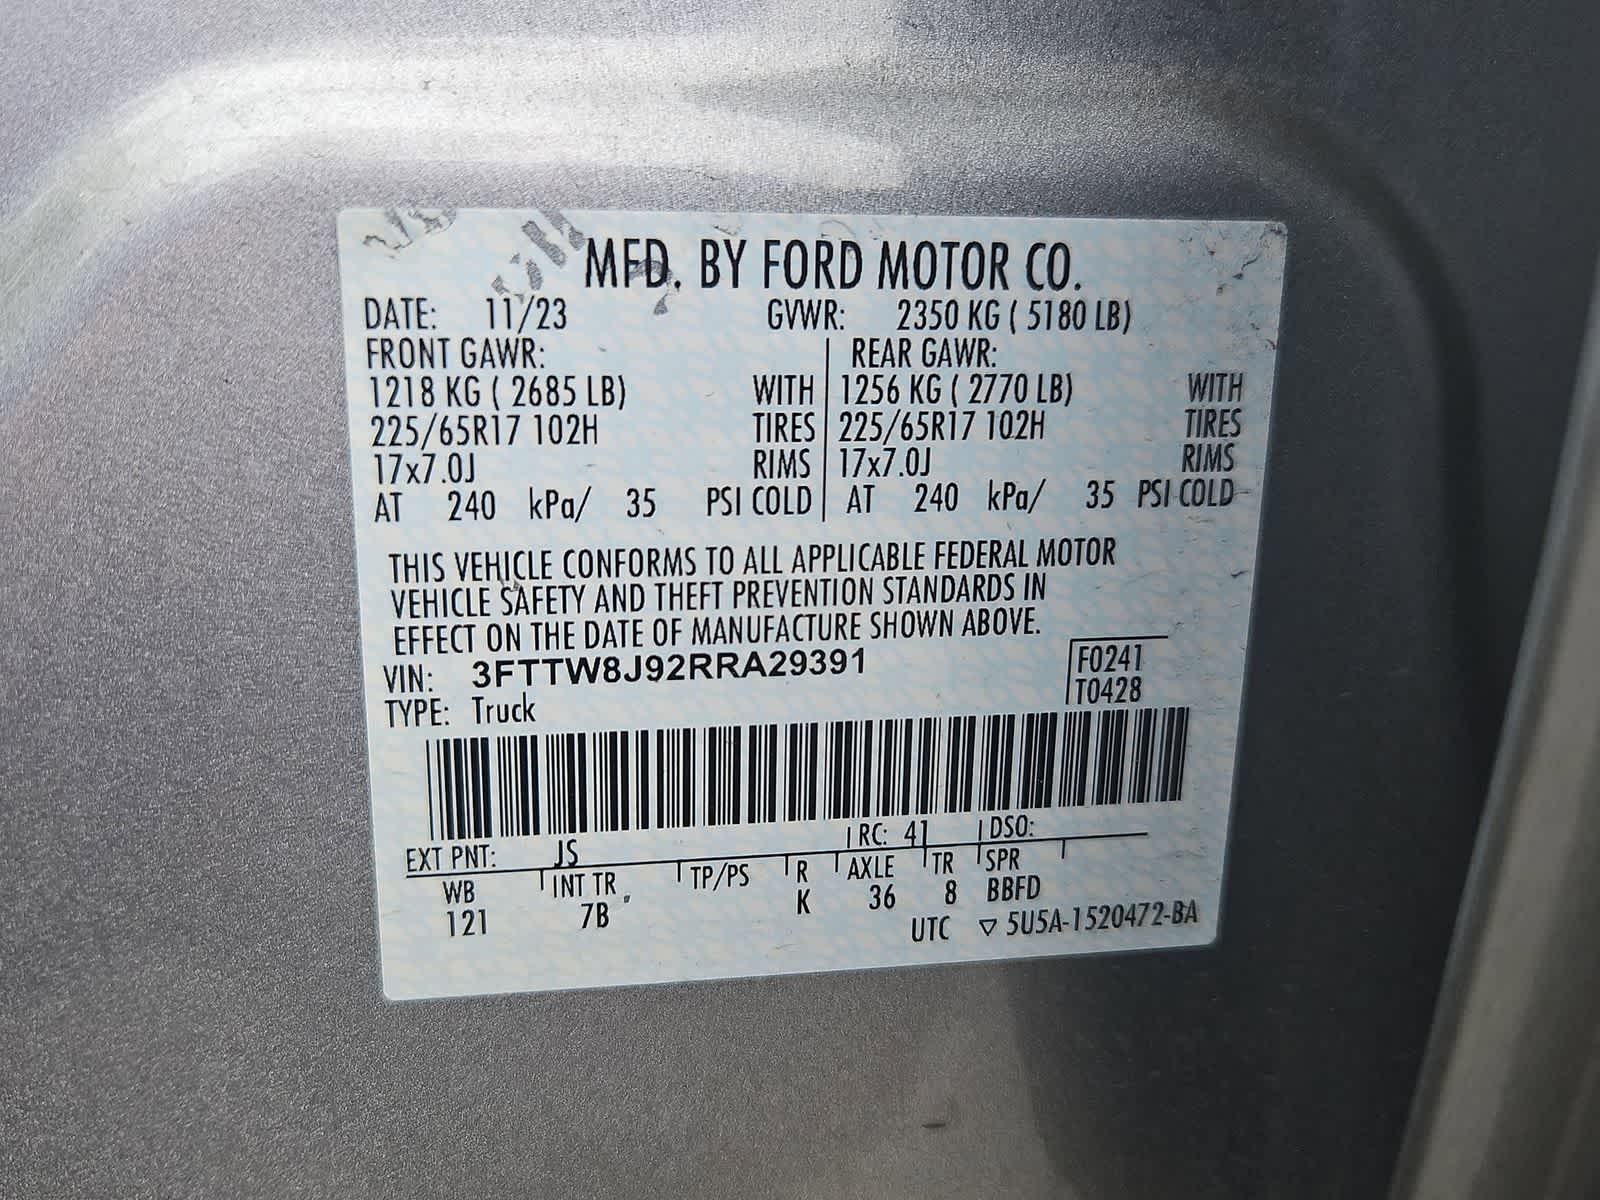 MFD. BY FORD MOTOR CO.
DATE: 11/23 GVWR: 2350 KG ( 5180 LB)
FRONT GAWR: REAR GAWR:
1218 KG ( 2685 LB) WITH 1256 KG ( 2770 LB) WITH
225/65R17 102H TIRES 225/65R17 102H TIRES
17x7.0J RIMS 17x7.0J RIMS
AT 240 kPa/ 35 PSI COLD AT 240 kPa/ 35 PSI COLD
THIS VEHICLE CONFORMS TO ALL APPLICABLE FEDERAL MOTOR
VEHICLE SAFETY AND THEFT PREVENTION STANDARDS IN
EFFECT ON THE DATE OF MANUFACTURE SHOWN ABOVE.
VIN: 3FTTW8J92RRA29391 F0241
TYPE: Truck T0428
EXT PNT: JS RC: 41 DSO:
WB INT TR TP/PS R AXLE TR SPR
121 7B K 36 8 BBFD
UTC ▽ 5U5A-1520472-BA